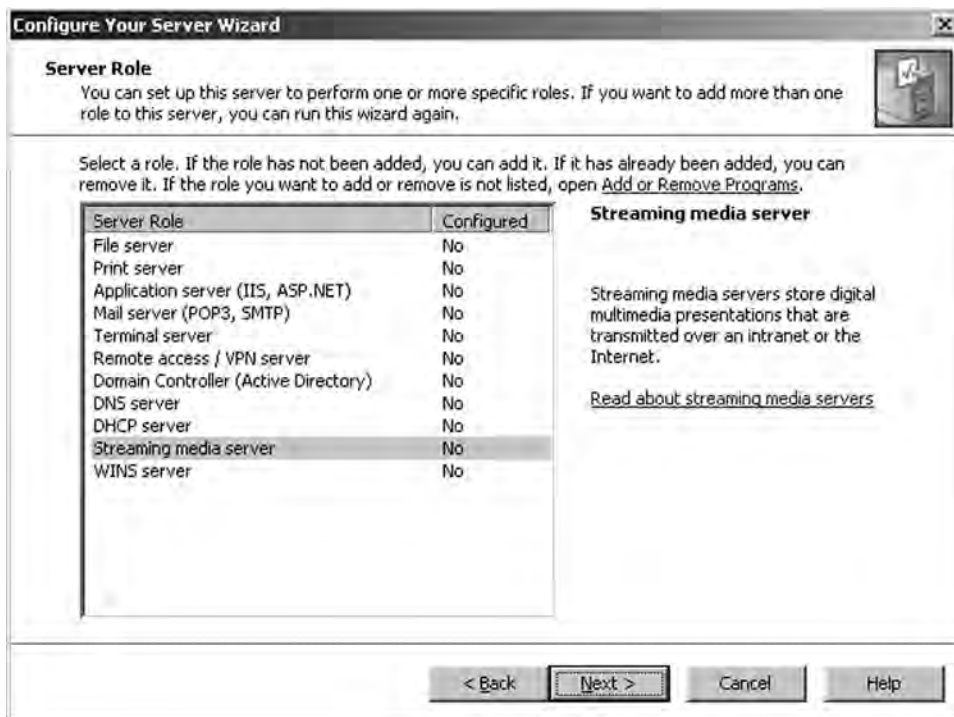 Configure Your Server Wizard
Server Role
You can set up this server to perform one or more specific roles. If you want to add more than one
role to this server, you can run this wizard again.
Select a role. If the role has not been added, you can add it. If it has already been added, you can
remove it. If the role you want to add or remove is not listed, open Add or Remove Programs.
Server Role Configured
File server No
Print server No
Application server (IIS, ASP.NET) No
Mail server (POP3, SMTP) No
Terminal server No
Remote access / VPN server No
Domain Controller (Active Directory) No
DNS server No
DHCP server No
Streaming media server No
WINS server No
Streaming media server
Streaming media servers store digital
multimedia presentations that are
transmitted over an intranet or the
Internet.
Read about streaming media servers
< Back Next > Cancel Help